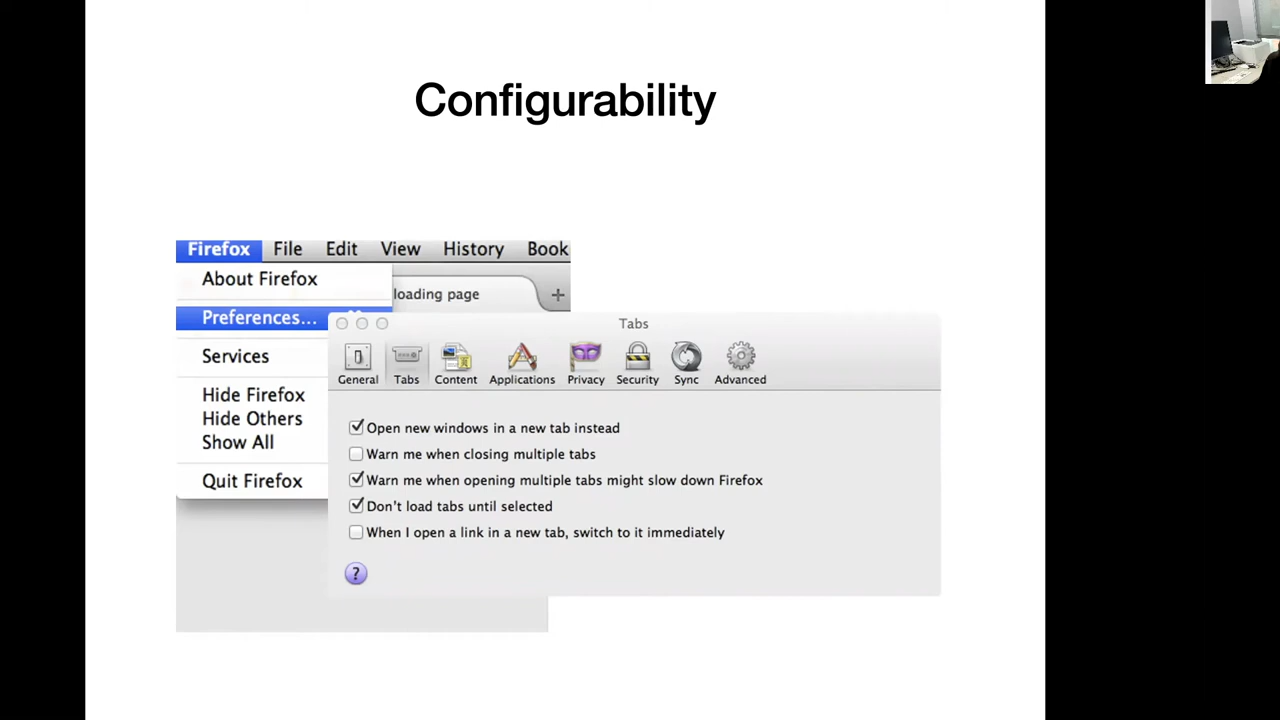 Configurability
Firefox File Edit View History Book
About Firefox
loading page
Preferences...
Tabs
Services
General Tabs Content Applications Privacy Security Sync Advanced
Hide Firefox
Hide Others
Show All
Quit Firefox
Open new windows in a new tab instead
Warn me when closing multiple tabs
Warn me when opening multiple tabs might slow down Firefox
Don't load tabs until selected
When I open a link in a new tab, switch to it immediately
?